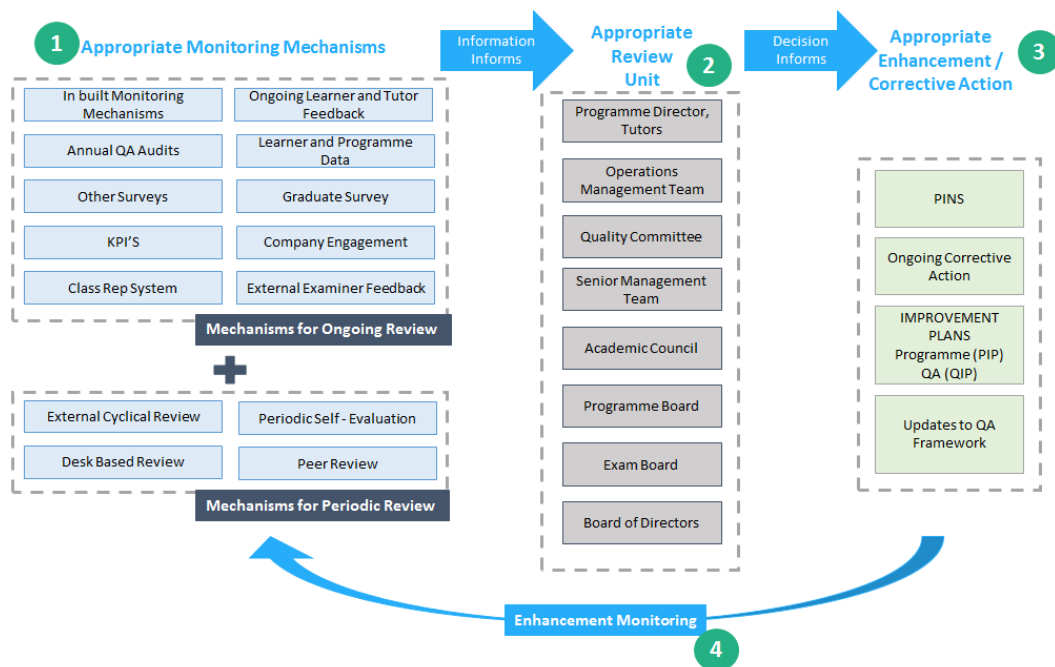 1
Appropriate Monitoring Mechanisms
In built Monitoring
Mechanisms
Ongoing Learner and Tutor
Feedback
Annual QA Audits
Learner and Programme
Data
Other Surveys
Graduate Survey
KPI'S
Company Engagement
Class Rep System
External Examiner Feedback
Mechanisms for Ongoing Review
External Cyclical Review
Periodic Self - Evaluation
Desk Based Review
Peer Review
Mechanisms for Periodic Review
Information
Informs
Appropriate
Review
Unit
2
Programme Director,
Tutors
Operations
Management Team
Quality Committee
Senior Management
Team
Academic Council
Programme Board
Exam Board
Board of Directors
Decision
Informs
Appropriate
Enhancement /
Corrective Action
3
PINS
Ongoing Corrective
Action
IMPROVEMENT
PLANS
Programme (PIP)
QA (QIP)
Updates to QA
Framework
Enhancement Monitoring
4